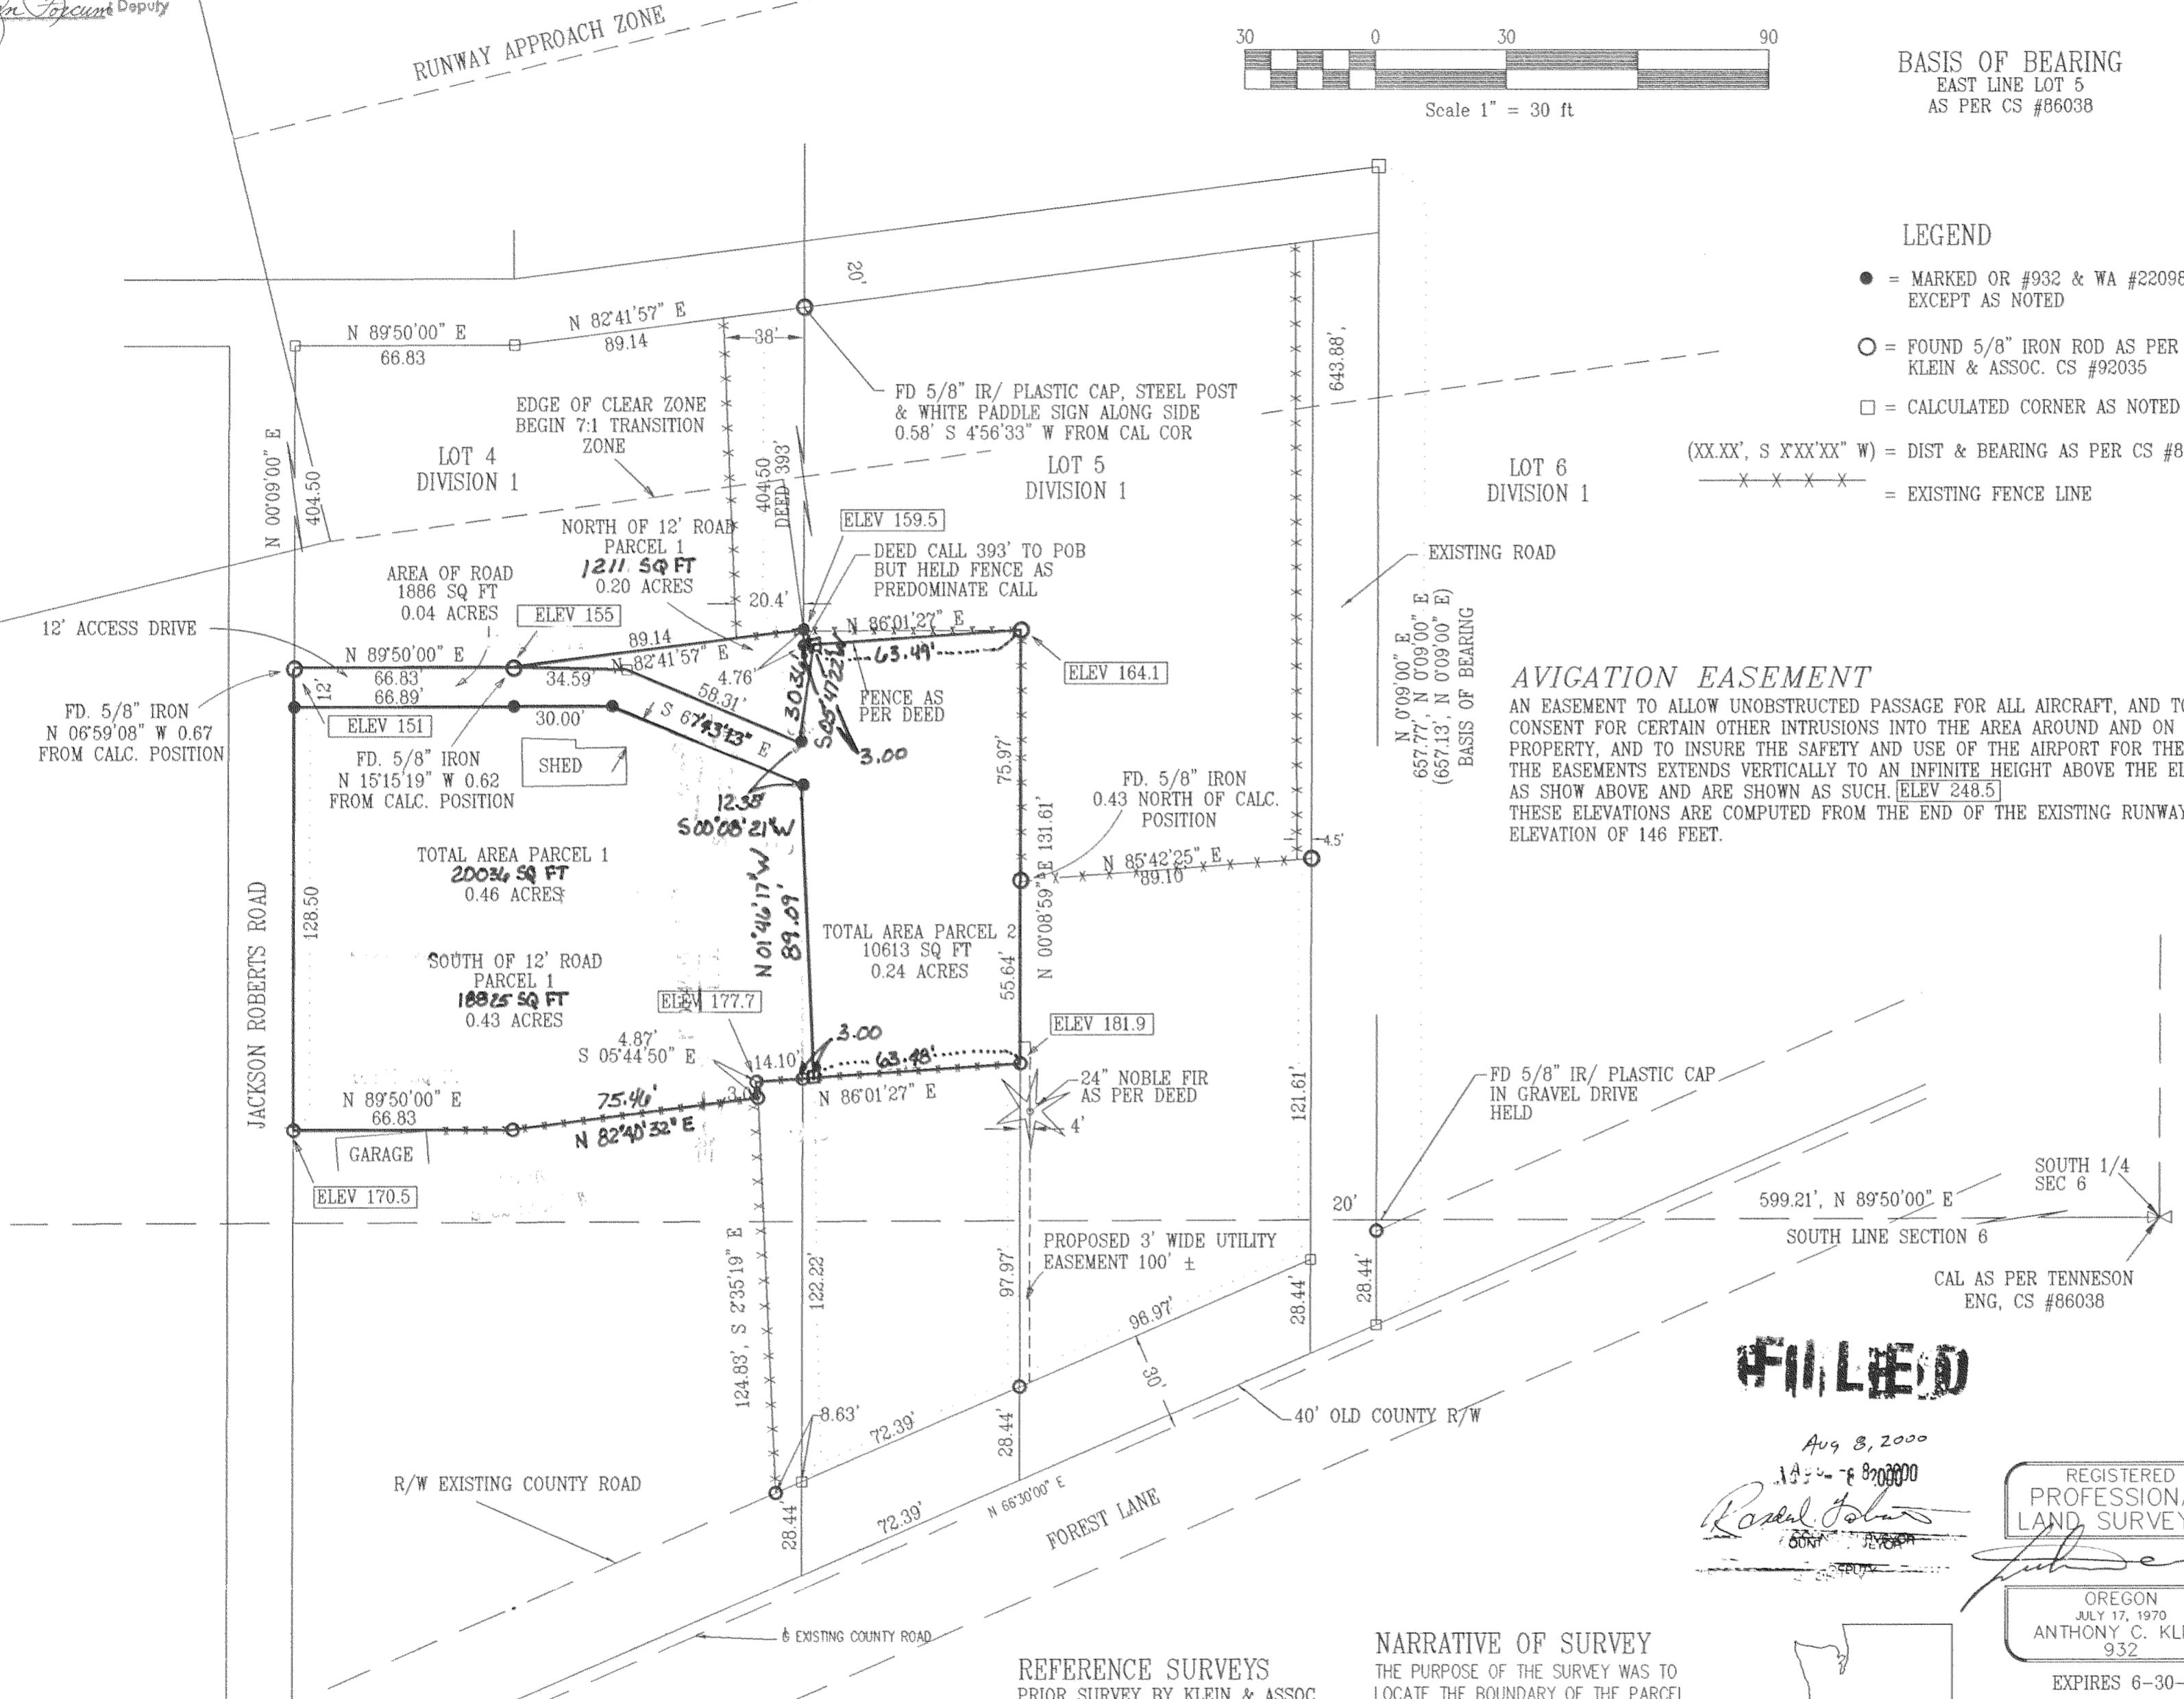 Deputy
RUNWAY APPROACH ZONE
30 0 30 90
Scale 1" = 30 ft
BASIS OF BEARING
EAST LINE LOT 5
AS PER CS #86038
LEGEND
= MARKED OR #932 & WA #22098
EXCEPT AS NOTED
= FOUND 5/8" IRON ROD AS PER
KLEIN & ASSOC. CS #92035
= CALCULATED CORNER AS NOTED
(XX.XX', S X°XX'XX" W) = DIST & BEARING AS PER CS #8
= EXISTING FENCE LINE
20'
N 89°50'00" E
66.83
N 82°41'57" E
89.14
38'
FD 5/8" IR/ PLASTIC CAP, STEEL POST
& WHITE PADDLE SIGN ALONG SIDE
0.58' S 4°56'33" W FROM CAL COR
EDGE OF CLEAR ZONE
BEGIN 7:1 TRANSITION
ZONE
643.88',
N 00°09'00" E
404.50
LOT 4
DIVISION 1
404.50
DEED 393'
LOT 5
DIVISION 1
LOT 6
DIVISION 1
ELEV 159.5
NORTH OF 12' ROAD
PARCEL 1
1211 SQ FT
0.20 ACRES
DEED CALL 393' TO POB
BUT HELD FENCE AS
PREDOMINATE CALL
EXISTING ROAD
AREA OF ROAD
1886 SQ FT
0.04 ACRES
ELEV 155
20.4'
12' ACCESS DRIVE
N 86°01'27" E
63.49'
ELEV 164.1
N 89°50'00" E
66.83'
66.89'
12'
89.14
N 82°41'57" E
34.59'
4.76'
58.31'
30.00'
30.36'
S05°47'22"W
FENCE AS
PER DEED
3.00
FD. 5/8" IRON
N 06°59'08" W 0.67
FROM CALC. POSITION
ELEV 151
FD. 5/8" IRON
N 15°15'19" W 0.62
FROM CALC. POSITION
SHED
S 67°43'13" E
12.38'
S00°08'21"W
75.97'
N 00°08'59" E 131.61'
FD. 5/8" IRON
0.43 NORTH OF CALC.
POSITION
N 85°42'25" E
89.10'
4.5'
N 0°09'00" E
657.77', N 0°09'00" E
(657.13', N 0°09'00" E)
BASIS OF BEARING
AVIGATION EASEMENT
AN EASEMENT TO ALLOW UNOBSTRUCTED PASSAGE FOR ALL AIRCRAFT, AND TO
CONSENT FOR CERTAIN OTHER INTRUSIONS INTO THE AREA AROUND AND ON
PROPERTY, AND TO INSURE THE SAFETY AND USE OF THE AIRPORT FOR THE
THE EASEMENTS EXTENDS VERTICALLY TO AN INFINITE HEIGHT ABOVE THE EL
AS SHOW ABOVE AND ARE SHOWN AS SUCH. ELEV 248.5
THESE ELEVATIONS ARE COMPUTED FROM THE END OF THE EXISTING RUNWAY
ELEVATION OF 146 FEET.
TOTAL AREA PARCEL 1
20036 SQ FT
0.46 ACRES
JACKSON ROBERTS ROAD
128.50
N01°46'17"W
89.09'
TOTAL AREA PARCEL 2
10613 SQ FT
0.24 ACRES
55.64'
SOUTH OF 12' ROAD
PARCEL 1
18825 SQ FT
0.43 ACRES
ELEV 177.7
4.87'
S 05°44'50" E
14.10'
3.00
63.48'
ELEV 181.9
N 86°01'27" E
24" NOBLE FIR
AS PER DEED
4'
N 89°50'00" E
66.83
75.46'
N 82°40'32" E
GARAGE
ELEV 170.5
121.61'
FD 5/8" IR/ PLASTIC CAP
IN GRAVEL DRIVE
HELD
20'
SOUTH 1/4
SEC 6
599.21', N 89°50'00" E
SOUTH LINE SECTION 6
CAL AS PER TENNESON
ENG, CS #86038
124.83', S 2°35'19" E
122.22'
97.97'
PROPOSED 3' WIDE UTILITY
EASEMENT 100' ±
28.44'
28.44'
96.97'
30'
8.63'
72.39'
28.44'
40' OLD COUNTY R/W
R/W EXISTING COUNTY ROAD
28.44'
72.39'
N 66°30'00" E
FOREST LANE
EXISTING COUNTY ROAD
FILED
Aug 8, 2000
REGISTERED
PROFESSIONA
LAND SURVEY
OREGON
JULY 17, 1970
ANTHONY C. KLE
932
EXPIRES 6-30-
REFERENCE SURVEYS
PRIOR SURVEY BY KLEIN & ASSOC
NARRATIVE OF SURVEY
THE PURPOSE OF THE SURVEY WAS TO
LOCATE THE BOUNDARY OF THE PARCEL